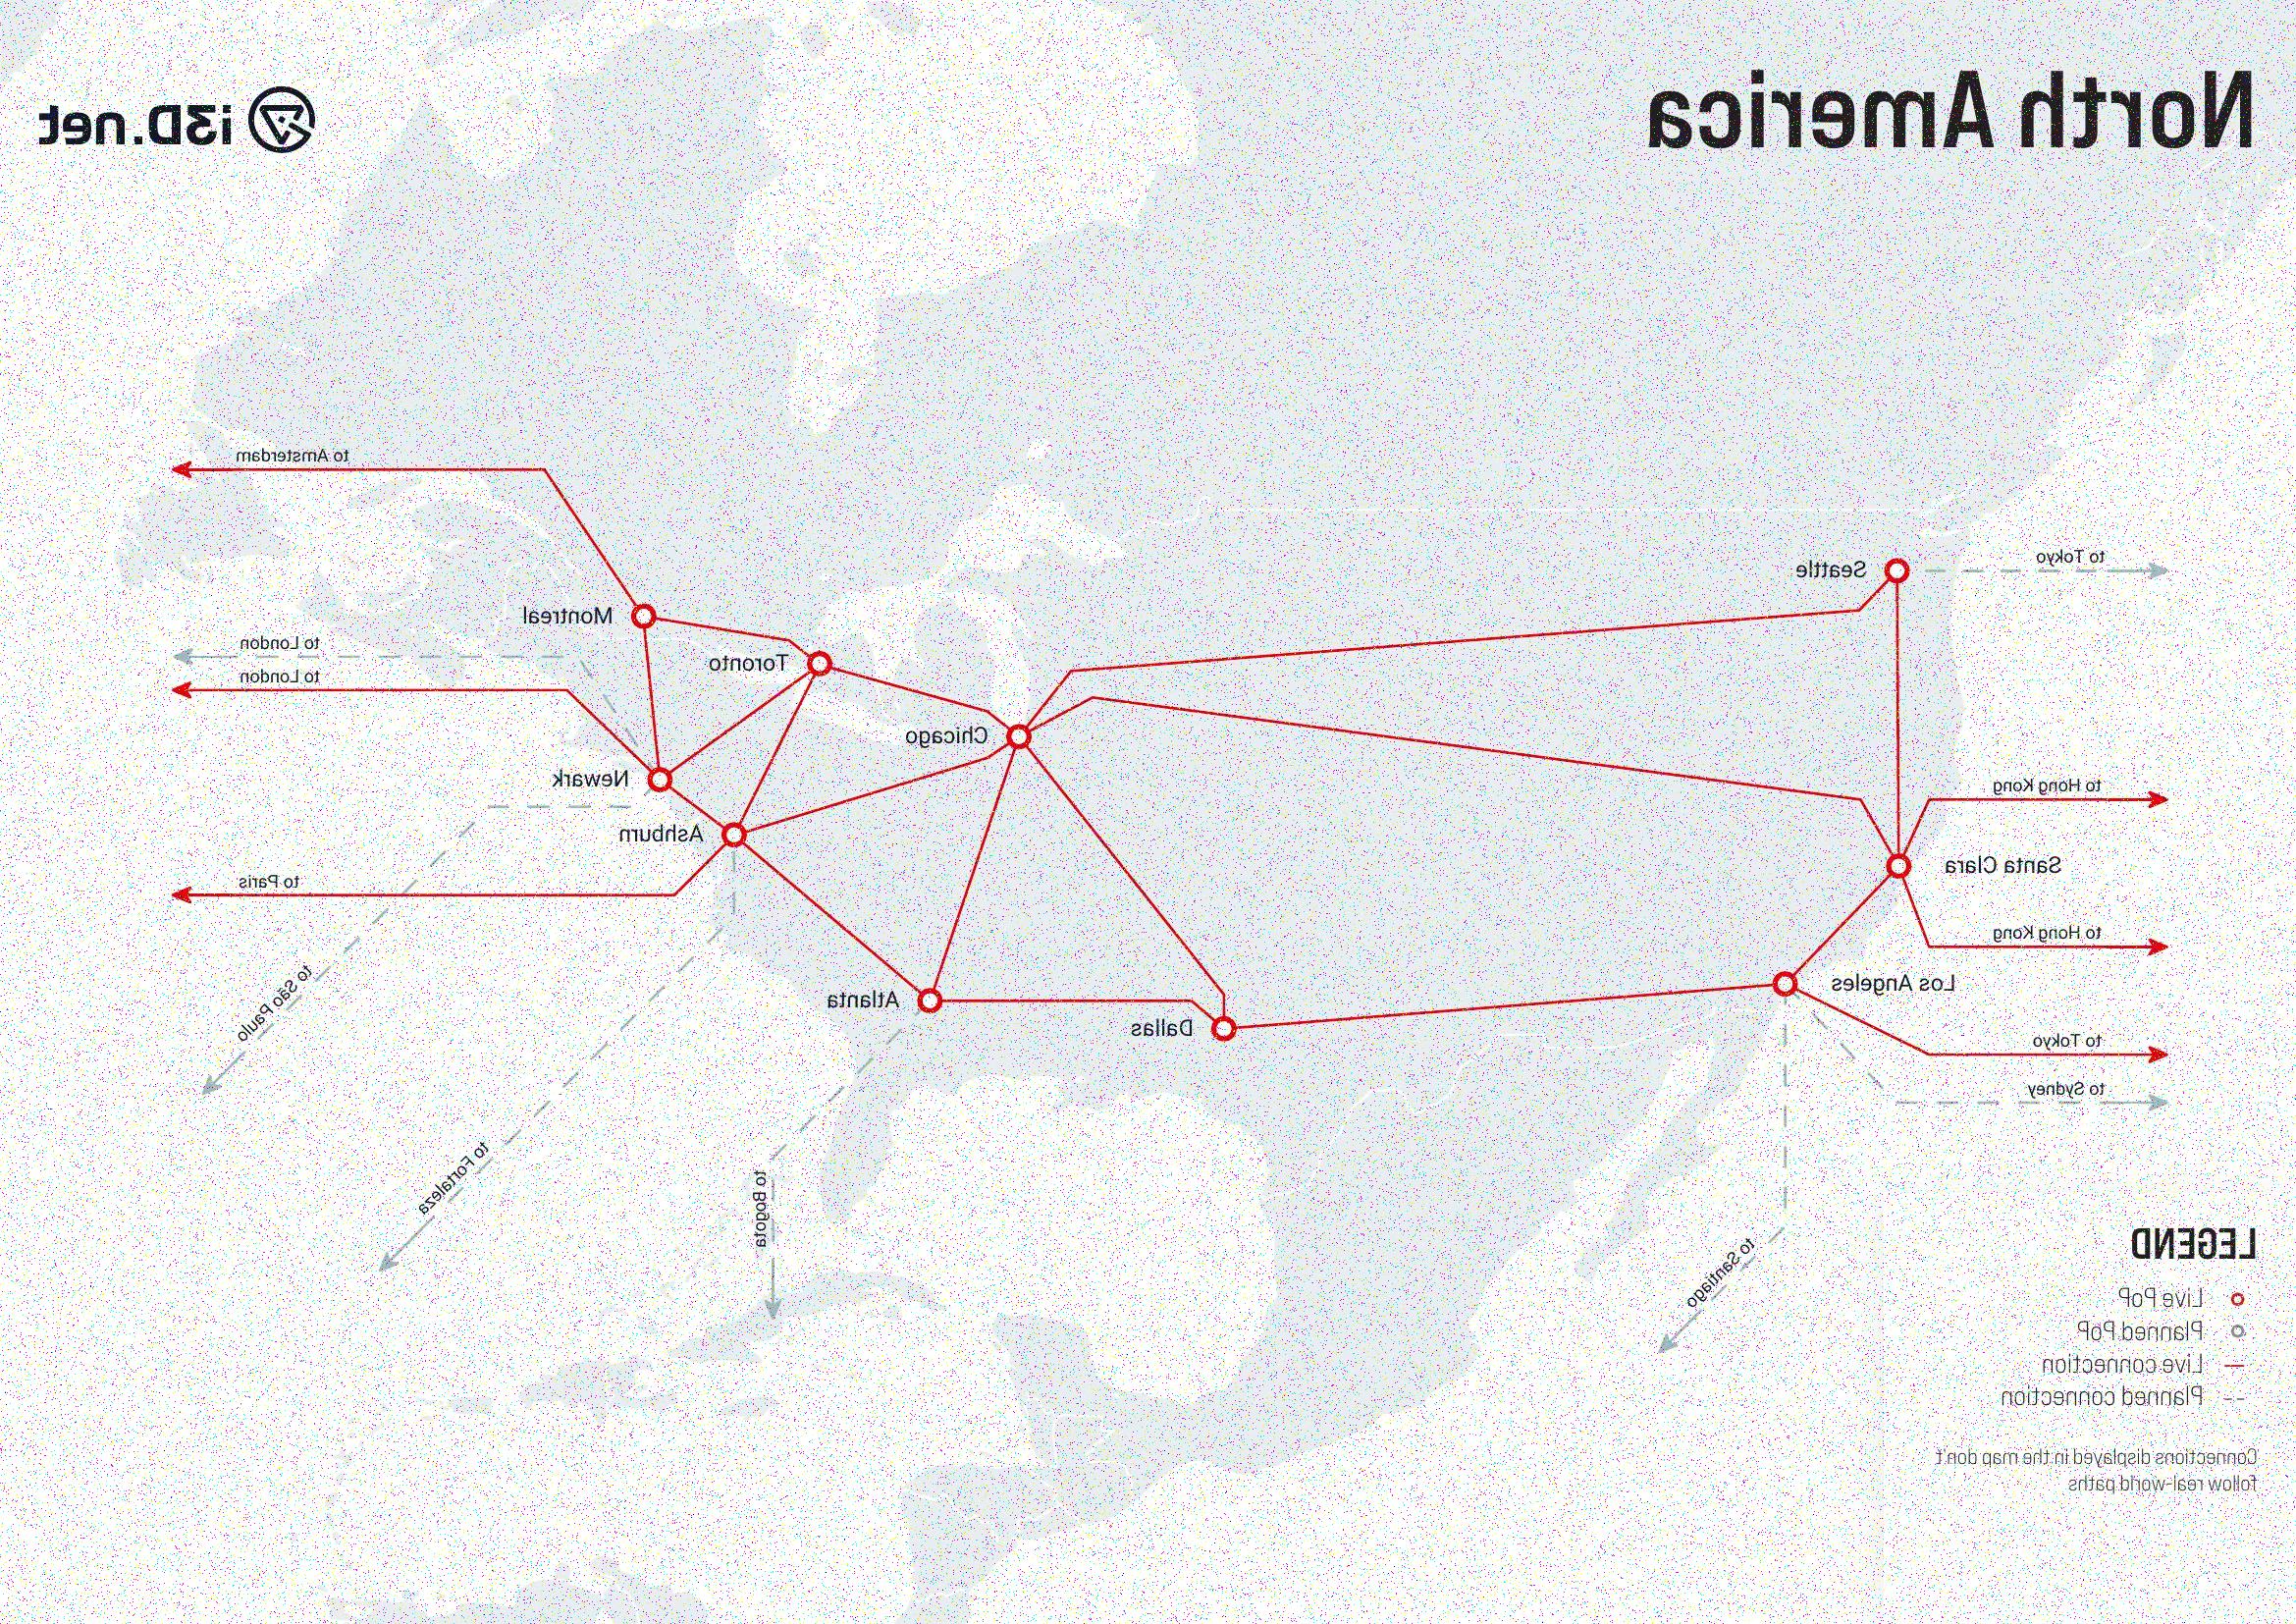 North America
i3D.net
to Amsterdam
to Tokyo
Seattle
Montreal
to London
Toronto
to London
Chicago
Newark
to Hong Kong
Ashburn
Santa Clara
to Paris
to Hong Kong
Los Angeles
to São Paulo
Atlanta
Dallas
to Tokyo
to Sydney
to Fortaleza
to Bogota
to Santiago
LEGEND
Live PoP
Planned PoP
Live connection
Planned connection
Connections displayed in the map don't
follow real-world paths